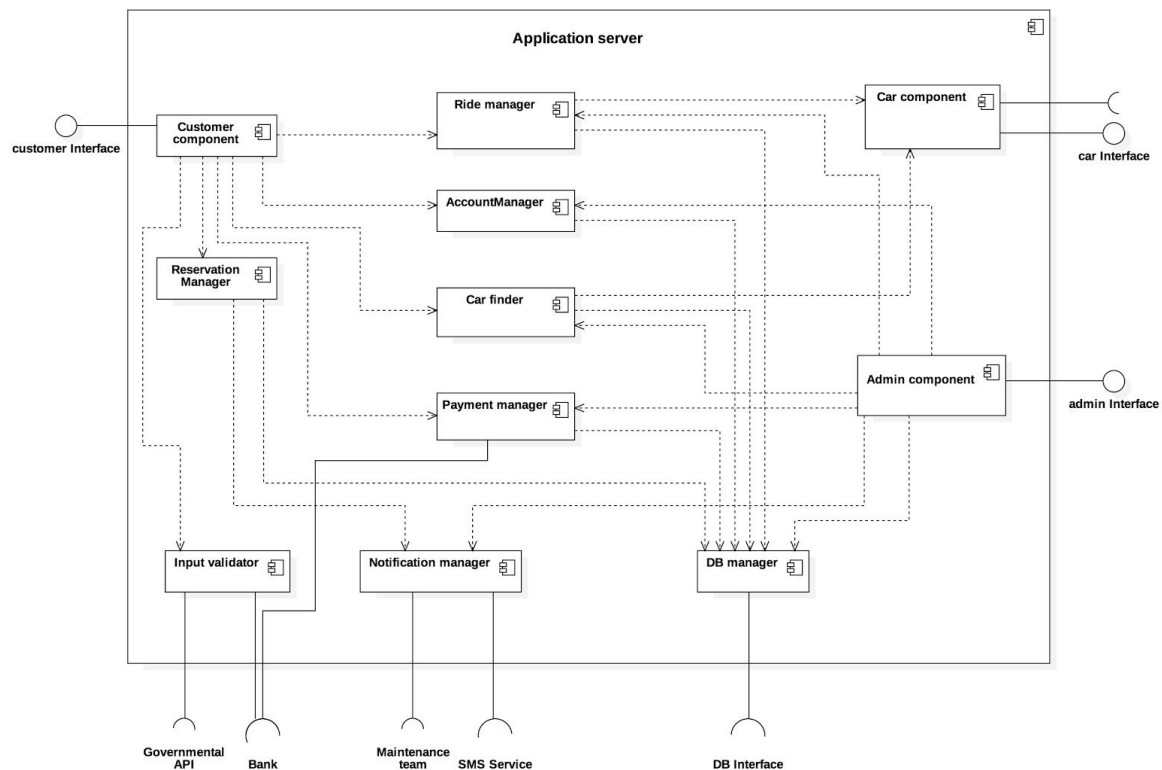 Application server
Ride manager
Car component
Customer
component
customer Interface
car Interface
AccountManager
Reservation
Manager
Car finder
Admin component
admin Interface
Payment manager
Input validator
Notification manager
DB manager
Governmental
API
Bank
Maintenance
team
SMS Service
DB Interface